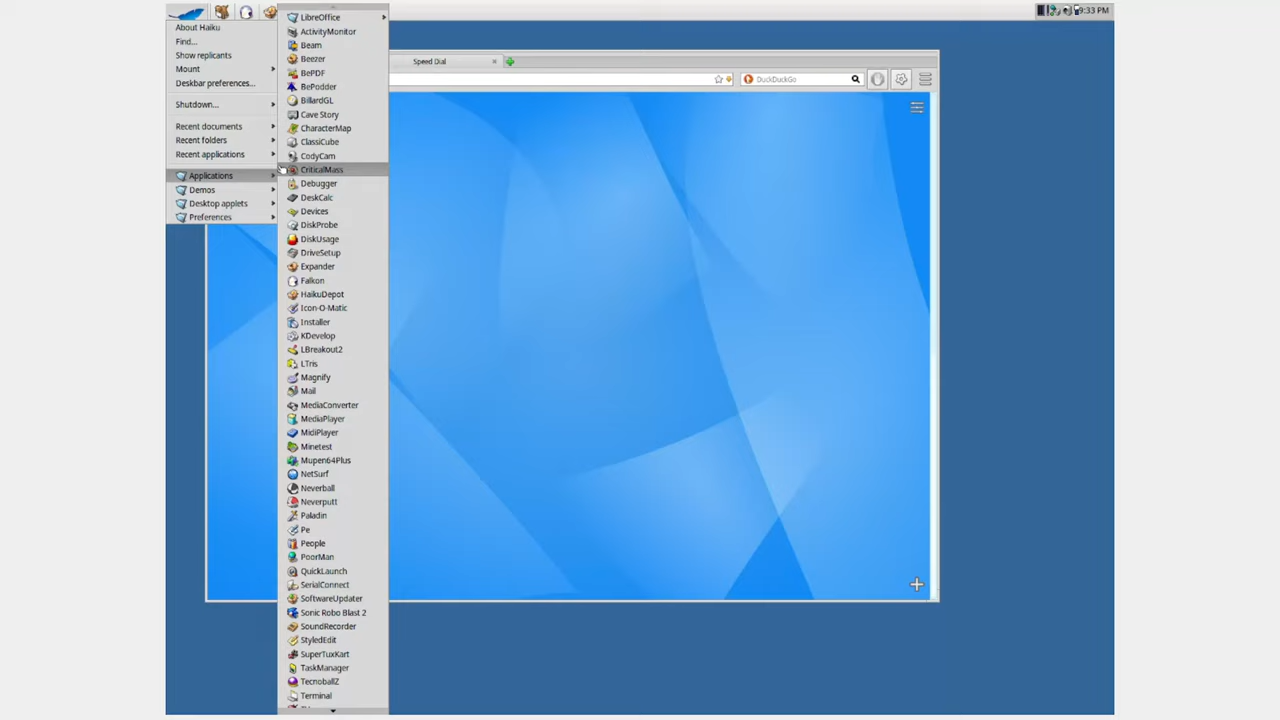 9:33 PM
About Haiku
Find...
Show replicants
Mount
Deskbar preferences...
Shutdown...
Recent documents
Recent folders
Recent applications
Applications
Demos
Desktop applets
Preferences
LibreOffice
ActivityMonitor
Beam
Beezer
BePDF
BePodder
BillardGL
Cave Story
CharacterMap
ClassiCube
CodyCam
CriticalMass
Debugger
DeskCalc
Devices
DiskProbe
DiskUsage
DriveSetup
Expander
Falkon
HaikuDepot
Icon-O-Matic
Installer
KDevelop
LBreakout2
LTris
Magnify
Mail
MediaConverter
MediaPlayer
MidiPlayer
Minetest
Mupen64Plus
NetSurf
Neverball
Neverputt
Paladin
Pe
People
PoorMan
QuickLaunch
SerialConnect
SoftwareUpdater
Sonic Robo Blast 2
SoundRecorder
StyledEdit
SuperTuxKart
TaskManager
TecnoballZ
Terminal
Speed Dial
DuckDuckGo